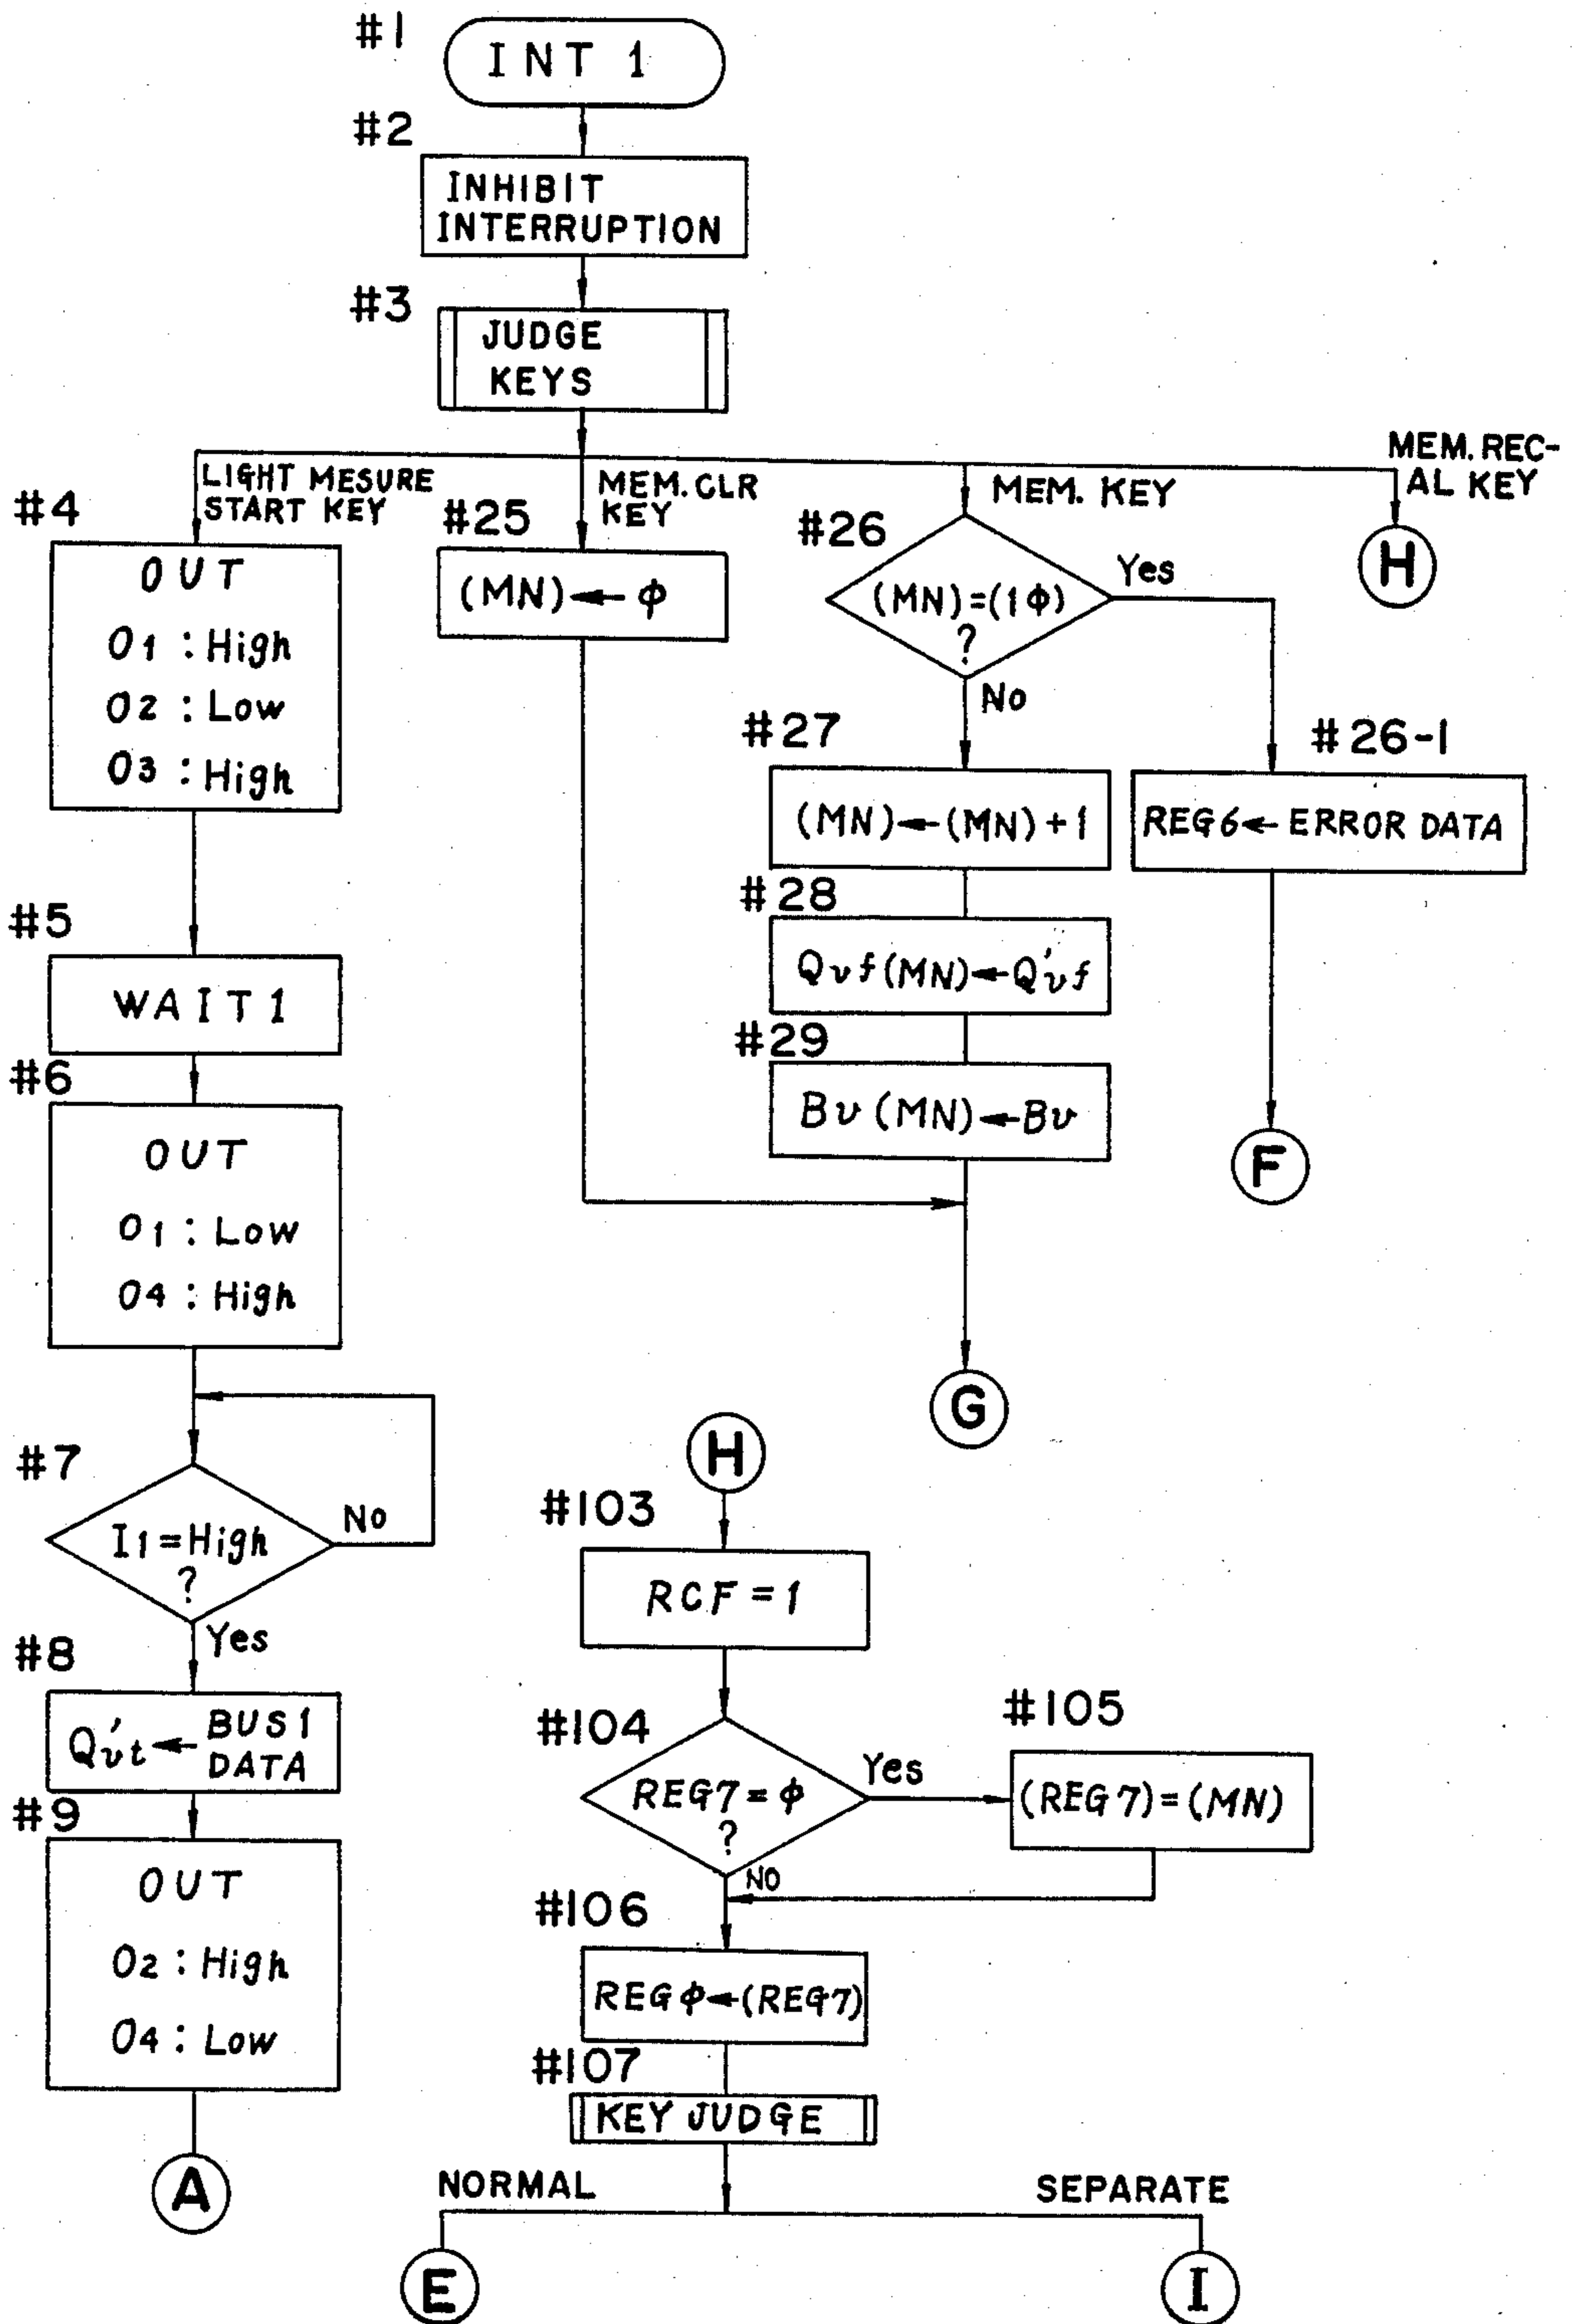 #1
INT 1
#2
INHIBIT
INTERRUPTION
#3
JUDGE
KEYS
LIGHT MESURE
START KEY
MEM. CLR
KEY
MEM. KEY
MEM. REC-
AL KEY
#4
OUT
O1 : High
O2 : Low
O3 : High
#25
(MN)←ϕ
#26
(MN)=(1ϕ)
?
Yes
No
H
#27
(MN)←(MN)+1
#26-1
REG6←ERROR DATA
#28
Qvf(MN)←Q'vf
#29
Bv(MN)←Bv
F
G
#5
WAIT1
#6
OUT
O1 : Low
O4 : High
#7
I1=High
?
No
Yes
#8
Q'vt← BUS1
DATA
#9
OUT
O2 : High
O4 : Low
A
H
#103
RCF=1
#104
REG7=ϕ
?
Yes
NO
#105
(REG7)=(MN)
#106
REGϕ←(REG7)
#107
KEY JUDGE
NORMAL
SEPARATE
E
I